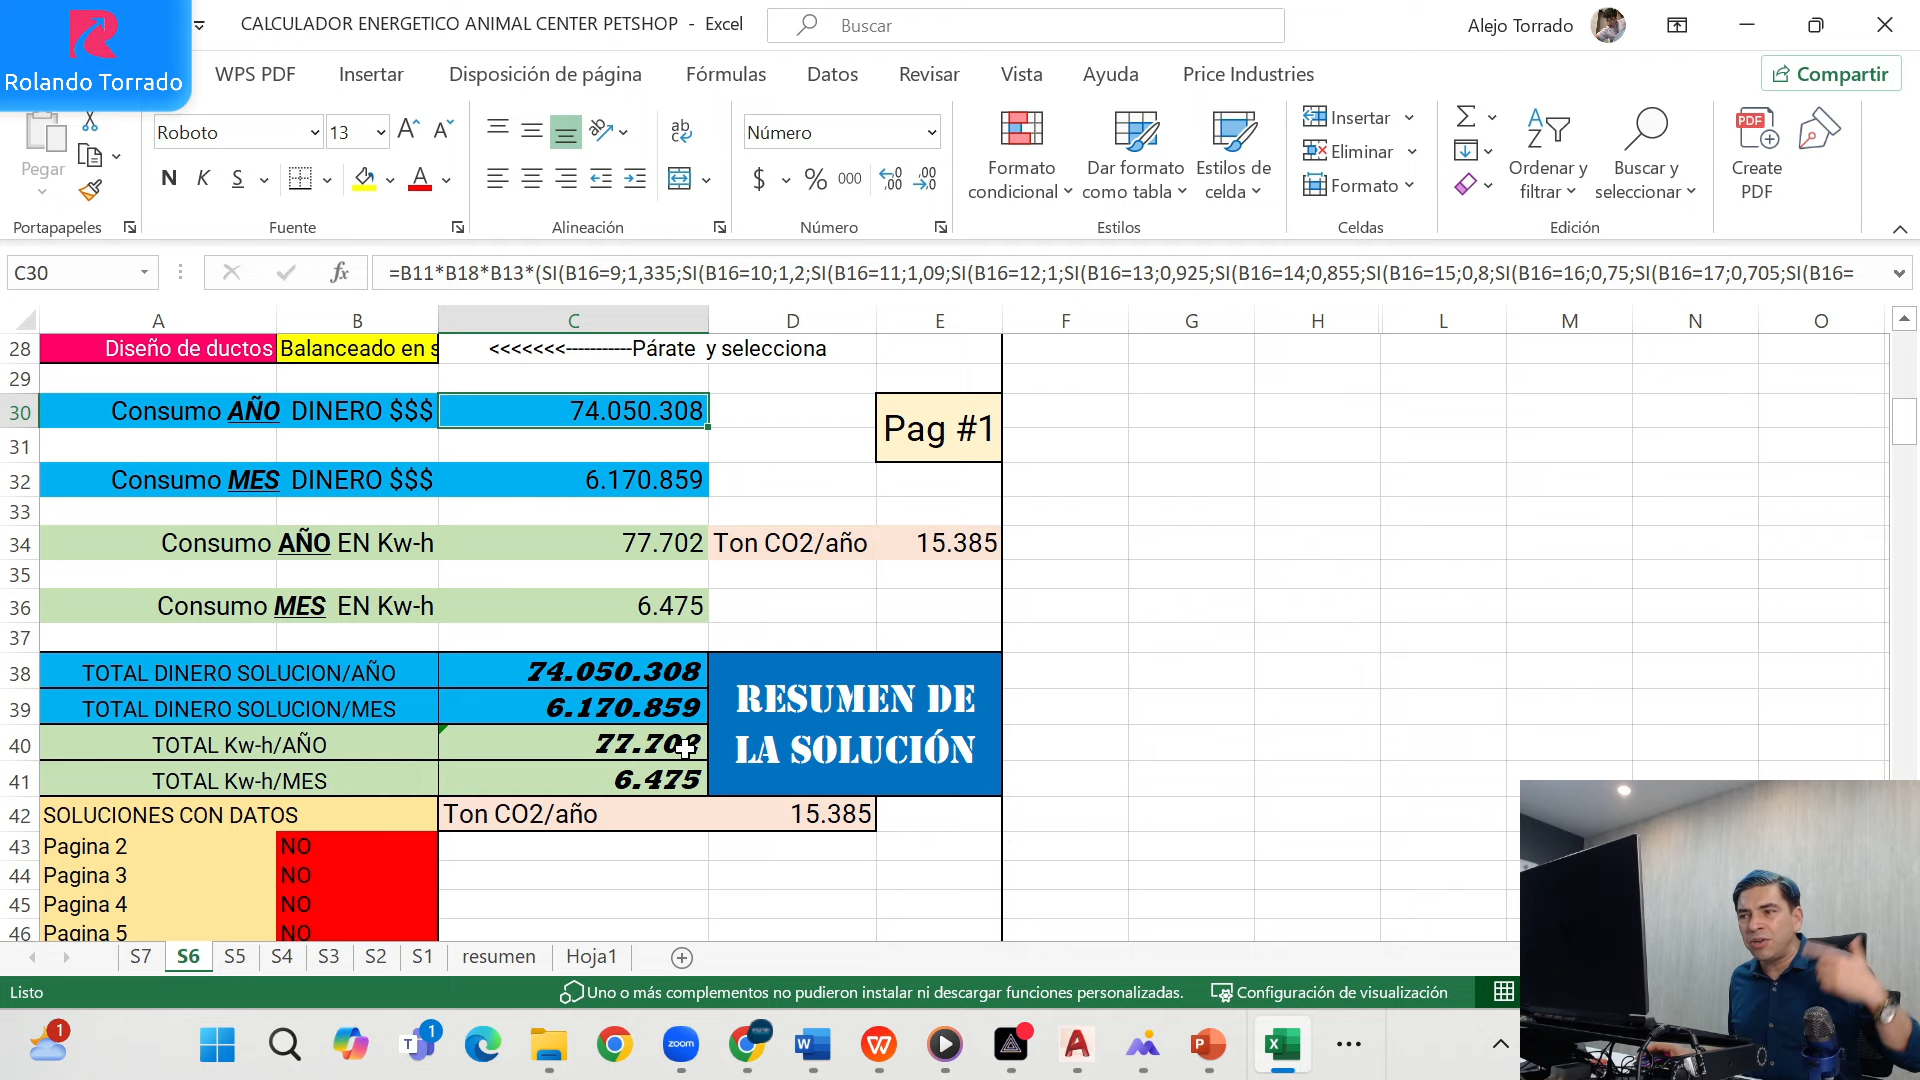 CALCULADOR ENERGETICO ANIMAL CENTER PETSHOP - Excel
Buscar
Alejo Torrado
Rolando Torrado
WPS PDF
Insertar
Disposición de página
Fórmulas
Datos
Revisar
Vista
Ayuda
Price Industries
Compartir
Pegar
Portapapeles
Roboto
13
N K S
Fuente
Alineación
Número
$ % 000
Número
Formato condicional
Dar formato como tabla
Estilos de celda
Estilos
Insertar
Eliminar
Formato
Celdas
Ordenar y filtrar
Buscar y seleccionar
Edición
Create PDF
C30
fx
=B11*B18*B13*(SI(B16=9;1,335;SI(B16=10;1,2;SI(B16=11;1,09;SI(B16=12;1;SI(B16=13;0,925;SI(B16=14;0,855;SI(B16=15;0,8;SI(B16=16;0,75;SI(B16=17;0,705;SI(B16=
A B C D E F G H I L M N O
28 Diseño de ductos Balanceado en s <<<<<<<-----------Párate y selecciona
29
30 Consumo AÑO DINERO $$$ 74.050.308
Pag #1
31
32 Consumo MES DINERO $$$ 6.170.859
33
34 Consumo AÑO EN Kw-h 77.702 Ton CO2/año 15.385
35
36 Consumo MES EN Kw-h 6.475
37
38 TOTAL DINERO SOLUCION/AÑO 74.050.308
RESUMEN DE
LA SOLUCIÓN
39 TOTAL DINERO SOLUCION/MES 6.170.859
40 TOTAL Kw-h/AÑO 77.702
41 TOTAL Kw-h/MES 6.475
42 SOLUCIONES CON DATOS Ton CO2/año 15.385
43 Pagina 2 NO
44 Pagina 3 NO
45 Pagina 4 NO
46 Pagina 5 NO
S7 S6 S5 S4 S3 S2 S1 resumen Hoja1
Listo
Uno o más complementos no pudieron instalar ni descargar funciones personalizadas.
Configuración de visualización
1
1
zoom